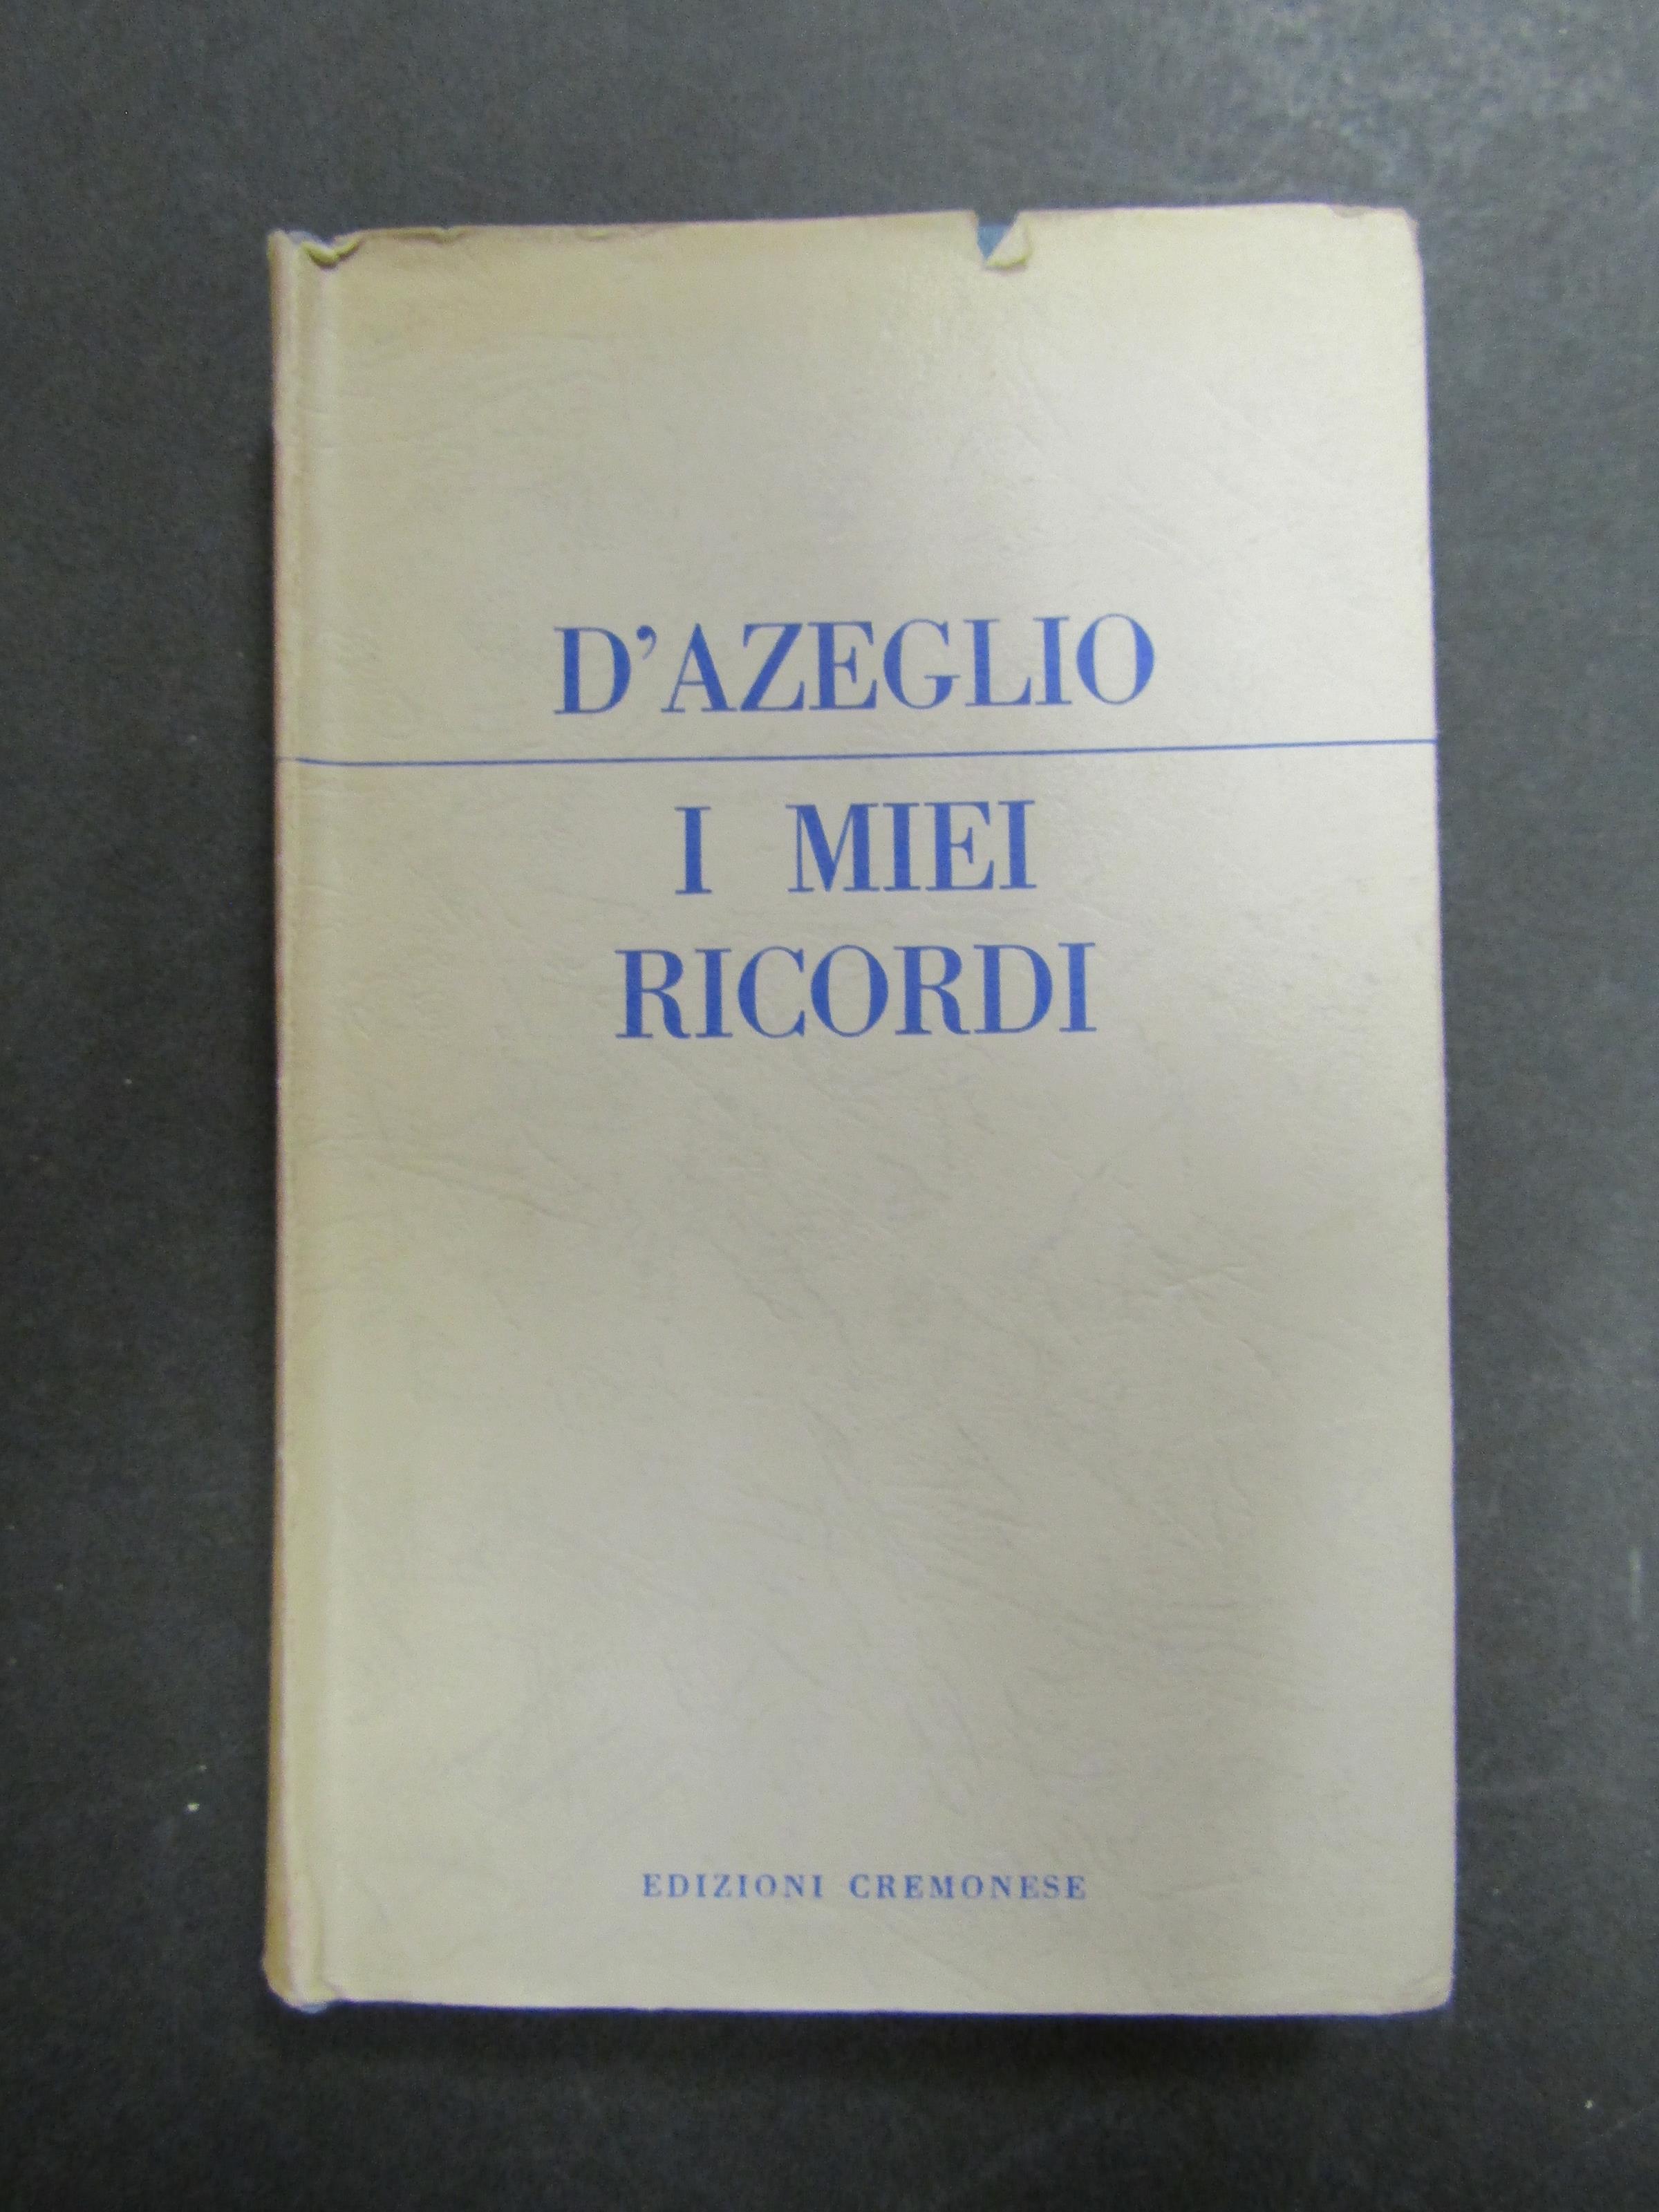 D'AZEGLIO
I MIEI
RICORDI
EDIZIONI CREMONESE